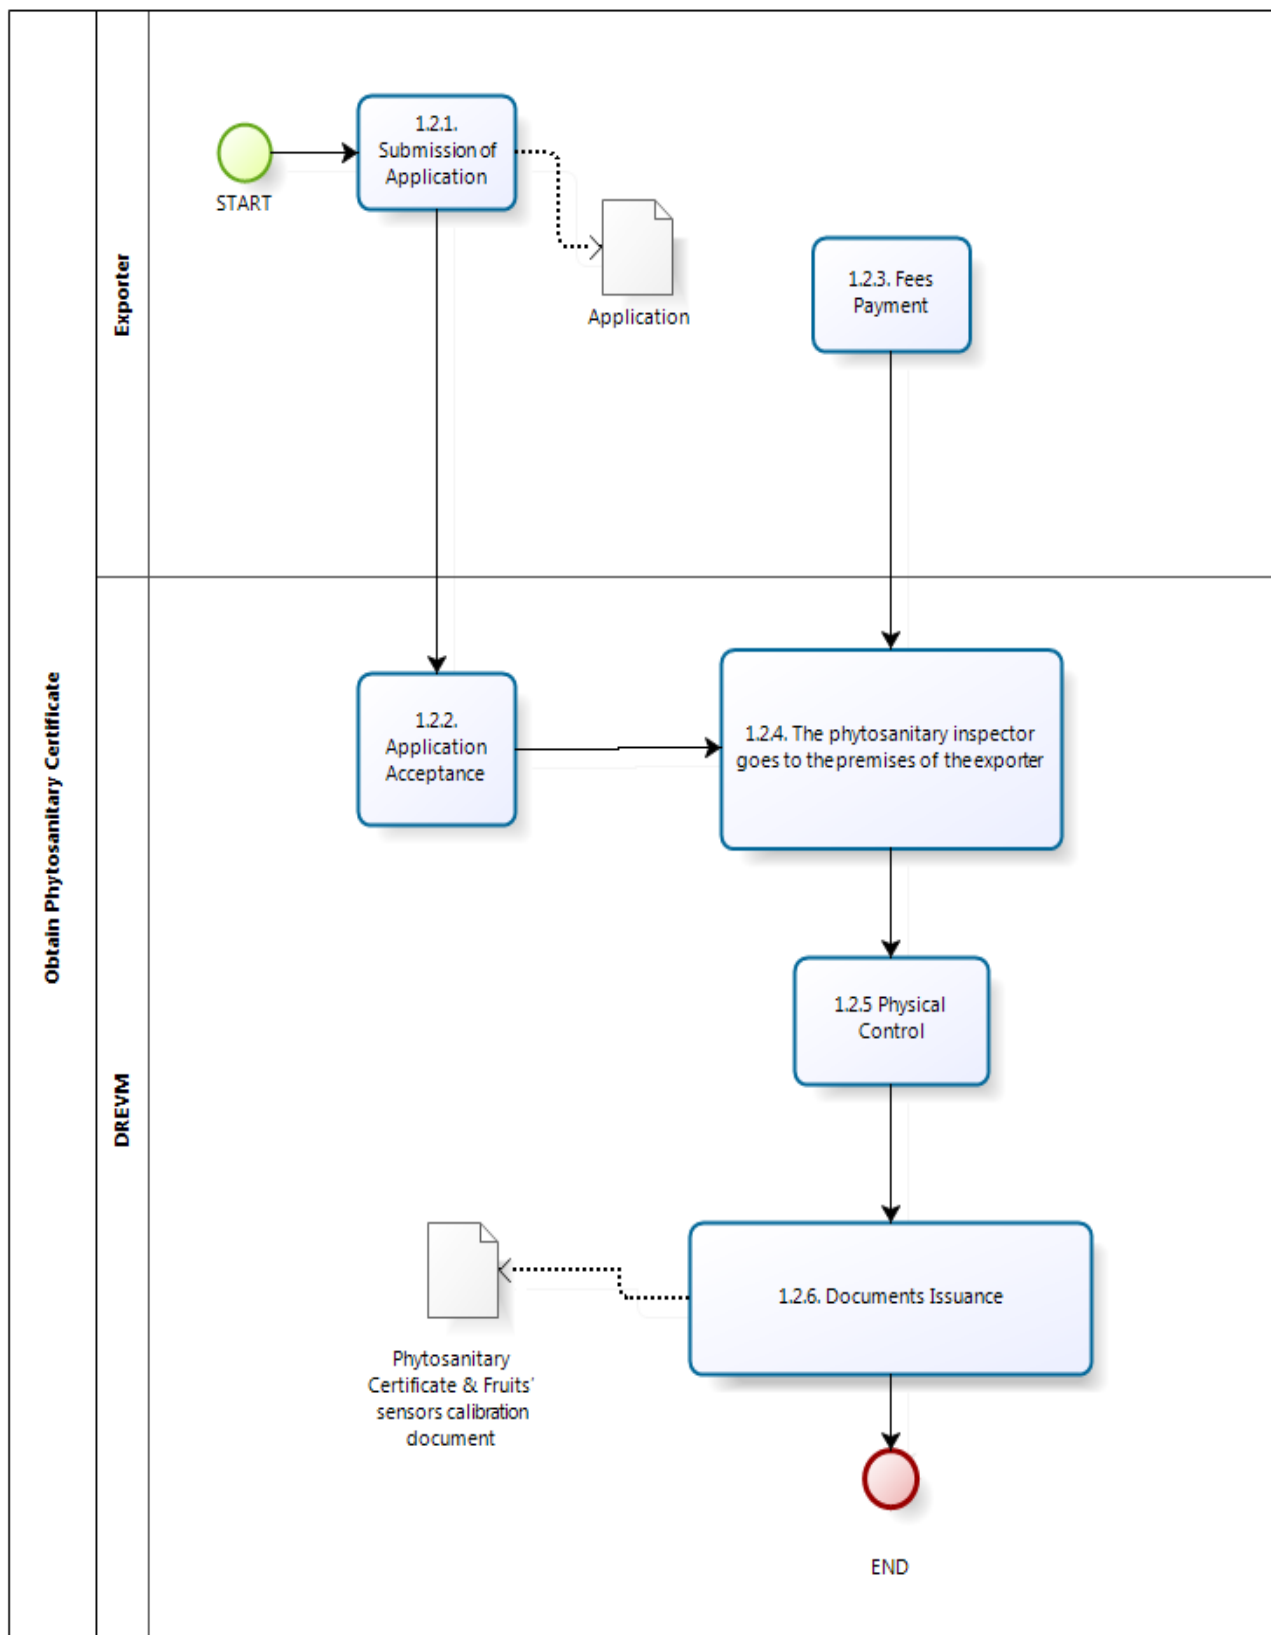 Obtain Phytosanitary Certificate
Exporter
START
1.2.1.
Submission of
Application
Application
1.2.3. Fees
Payment
DREVM
1.2.2.
Application
Acceptance
1.2.4. The phytosanitary inspector
goes to the premises of the exporter
1.2.5 Physical
Control
1.2.6. Documents Issuance
Phytosanitary
Certificate & Fruits'
sensors calibration
document
END